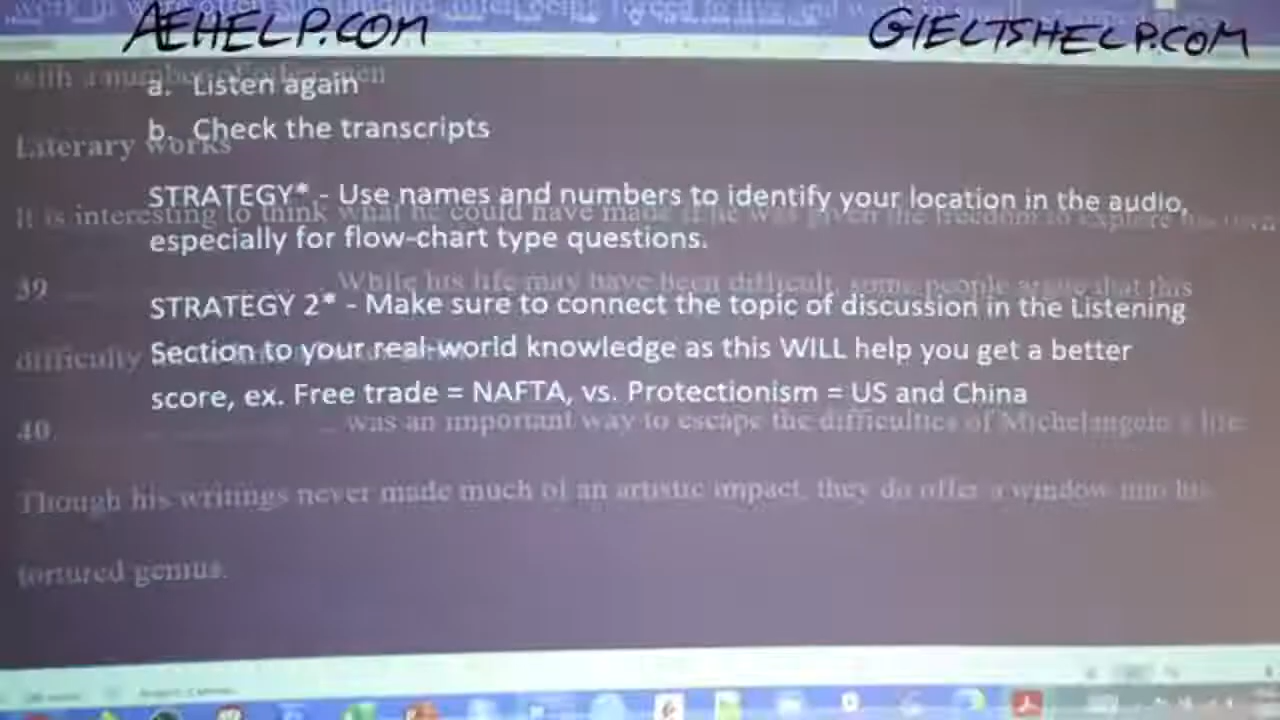 AEHELP.COM
GIELTSHELP.COM
a. Listen again
with a number of other men
b. Check the transcripts
Literary works
STRATEGY* - Use names and numbers to identify your location in the audio,
It is interesting to think what he could have made if he was given the freedom to explore his own
especially for flow-chart type questions.
39 While his life may have been difficult, some people argue that this
STRATEGY 2* - Make sure to connect the topic of discussion in the Listening
Section to your real-world knowledge as this WILL help you get a better
difficulty
score, ex. Free trade = NAFTA, vs. Protectionism = US and China
40 was an important way to escape the difficulties of Michelangelo's life
Though his writings never made much of an artistic impact, they do offer a window into his
tortured genius.